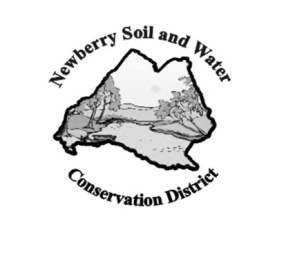 Newberry Soil and Water
Conservation District